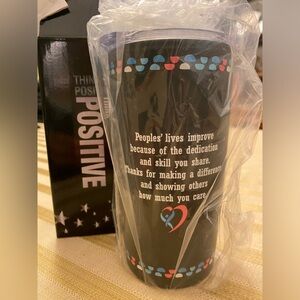 THINK
POSITIVE
POSITIVE
Peoples' lives improve
because of the dedication
and skill you share.
Thanks for making a difference
and showing others
how much you care.